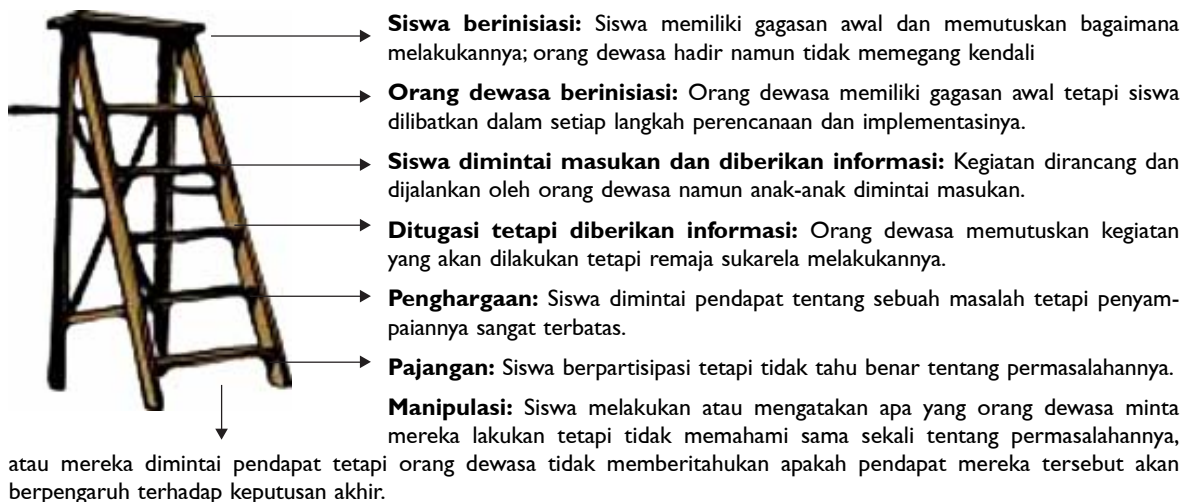 Siswa berinisiasi: Siswa memiliki gagasan awal dan memutuskan bagaimana
melakukannya; orang dewasa hadir namun tidak memegang kendali
Orang dewasa berinisiasi: Orang dewasa memiliki gagasan awal tetapi siswa
dilibatkan dalam setiap langkah perencanaan dan implementasinya.
Siswa dimintai masukan dan diberikan informasi: Kegiatan dirancang dan
dijalankan oleh orang dewasa namun anak-anak dimintai masukan.
Ditugasi tetapi diberikan informasi: Orang dewasa memutuskan kegiatan
yang akan dilakukan tetapi remaja sukarela melakukannya.
Penghargaan: Siswa dimintai pendapat tentang sebuah masalah tetapi penyam-
paiannya sangat terbatas.
Pajangan: Siswa berpartisipasi tetapi tidak tahu benar tentang permasalahannya.
Manipulasi: Siswa melakukan atau mengatakan apa yang orang dewasa minta
mereka lakukan tetapi tidak memahami sama sekali tentang permasalahannya,
atau mereka dimintai pendapat tetapi orang dewasa tidak memberitahukan apakah pendapat mereka tersebut akan
berpengaruh terhadap keputusan akhir.